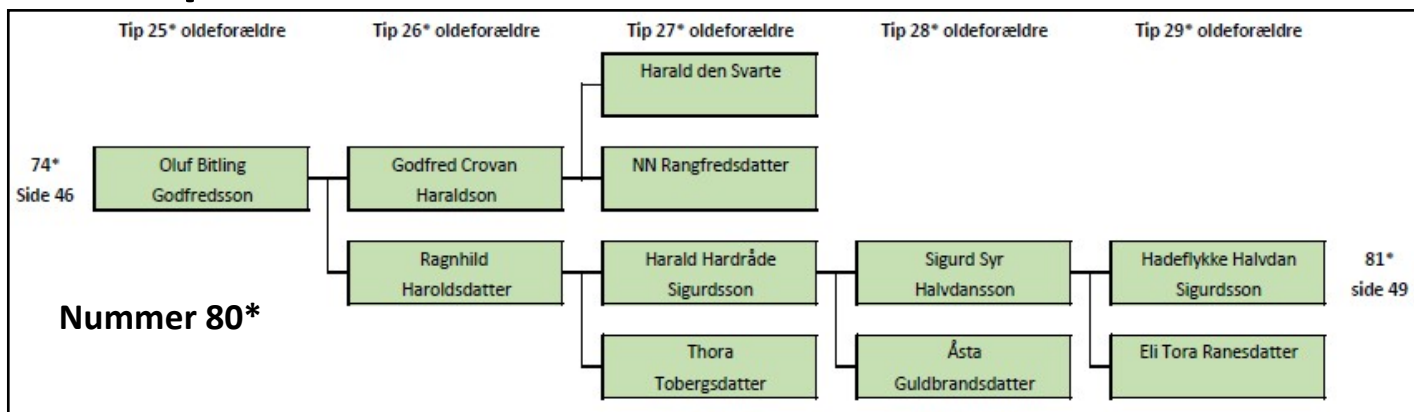 Tip 25* oldeforældre Tip 26* oldeforældre Tip 27* oldeforældre Tip 28* oldeforældre Tip 29* oldeforældre
Harald den Svarte
74*
Side 46
Oluf Bitling
Godfredsson
Godfred Crovan
Haraldson
NN Rangfredsdatter
Ragnhild
Haroldsdatter
Harald Hardråde
Sigurdsson
Sigurd Syr
Halvdansson
Hadeflykke Halvdan
Sigurdsson
81*
side 49
Nummer 80*
Thora
Tobergsdatter
Åsta
Guldbrandsdatter
Eli Tora Ranesdatter